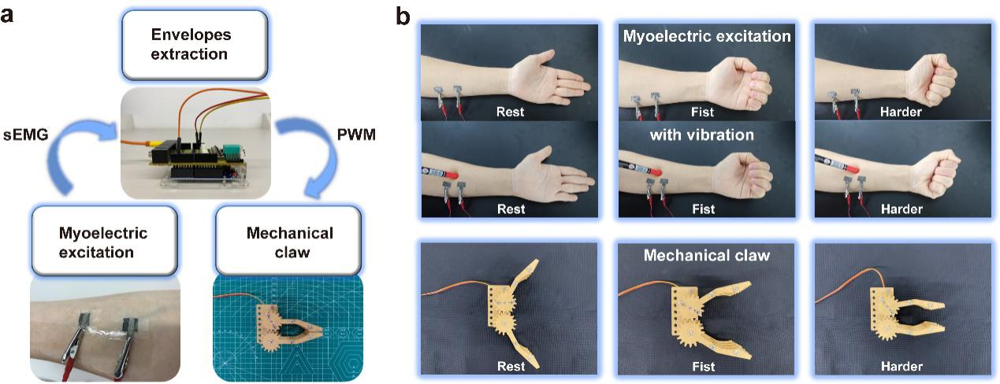 a
Envelopes
extraction
sEMG
PWM
Myoelectric
excitation
Mechanical
claw
b
Myoelectric excitation
Rest
Fist
Harder
with vibration
Rest
Fist
Harder
Mechanical claw
Rest
Fist
Harder